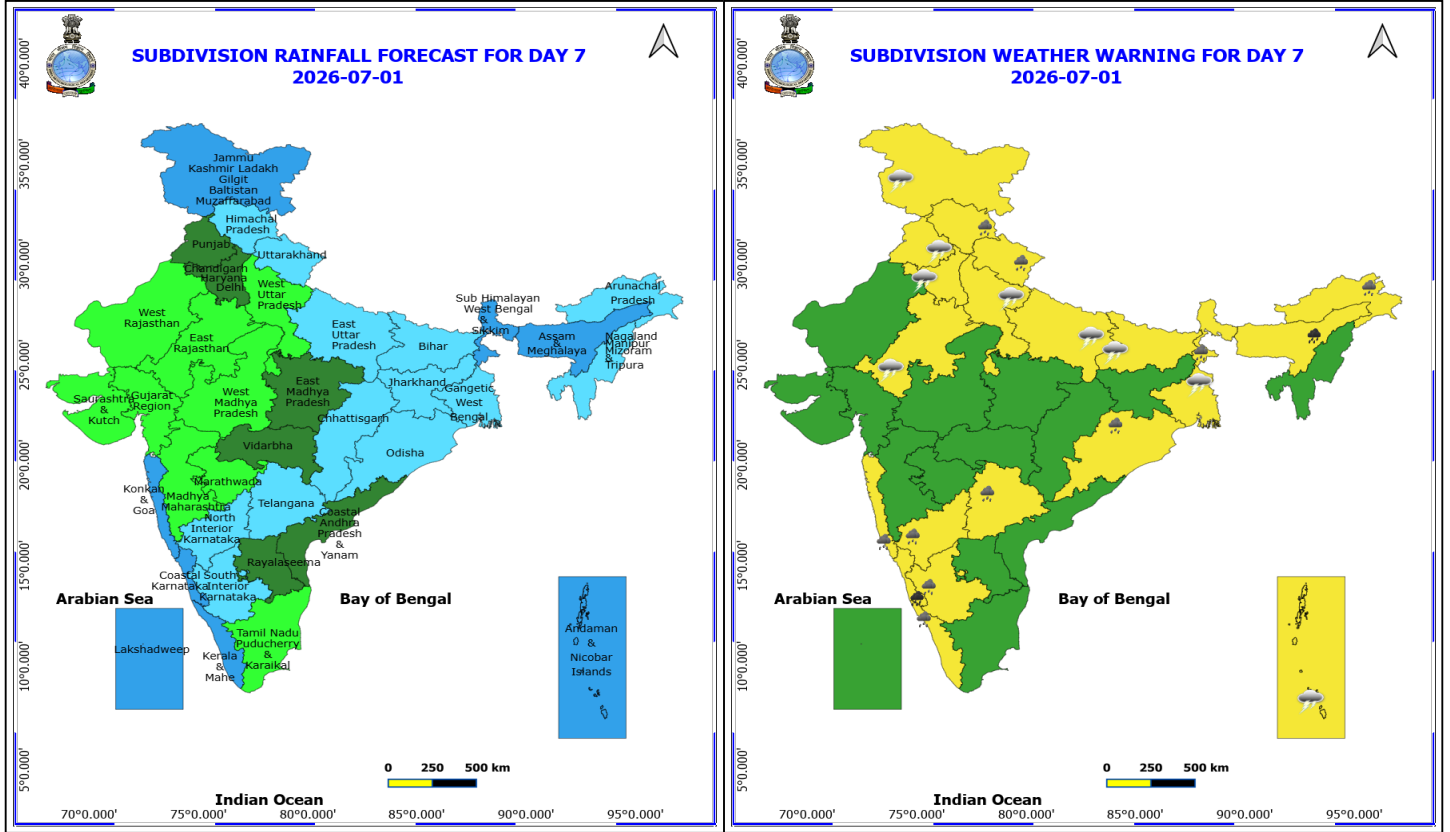 SUBDIVISION RAINFALL FORECAST FOR DAY 7
2026-07-01
40°0.000'
35°0.000'
30°0.000'
25°0.000'
20°0.000'
15°0.000'
10°0.000'
5°0.000'
Jammu
Kashmir Ladakh
Gilgit
Baltistan
Muzaffarabad
Himachal
Pradesh
Punjab
Uttarakhand
Chandigarh
Haryana
Delhi
West
Uttar
Pradesh
West
Rajasthan
East
Rajasthan
East
Uttar
Pradesh
Bihar
Sub Himalayan
West Bengal
&
Sikkim
Arunachal
Pradesh
Assam
&
Meghalaya
Nagaland
Manipur
Mizoram
&
Tripura
Saurashtra
&
Kutch
Gujarat
Region
West
Madhya
Pradesh
East
Madhya
Pradesh
Jharkhand
Gangetic
West
Bengal
Chhattisgarh
Vidarbha
Odisha
Konkan
&
Goa
Madhya
Maharashtra
Marathwada
Telangana
North
Interior
Karnataka
Coastal
Andhra
Pradesh
&
Yanam
Rayalaseema
Coastal
Karnataka
South
Interior
Karnataka
Arabian Sea
Bay of Bengal
Lakshadweep
Kerala
&
Mahe
Tamil Nadu
Puducherry
&
Karaikal
Andaman
&
Nicobar
Islands
0 250 500 km
Indian Ocean
70°0.000' 75°0.000' 80°0.000' 85°0.000' 90°0.000' 95°0.000'
SUBDIVISION WEATHER WARNING FOR DAY 7
2026-07-01
40°0.000'
35°0.000'
30°0.000'
25°0.000'
20°0.000'
15°0.000'
10°0.000'
5°0.000'
Arabian Sea
Bay of Bengal
0 250 500 km
Indian Ocean
70°0.000' 75°0.000' 80°0.000' 85°0.000' 90°0.000' 95°0.000'